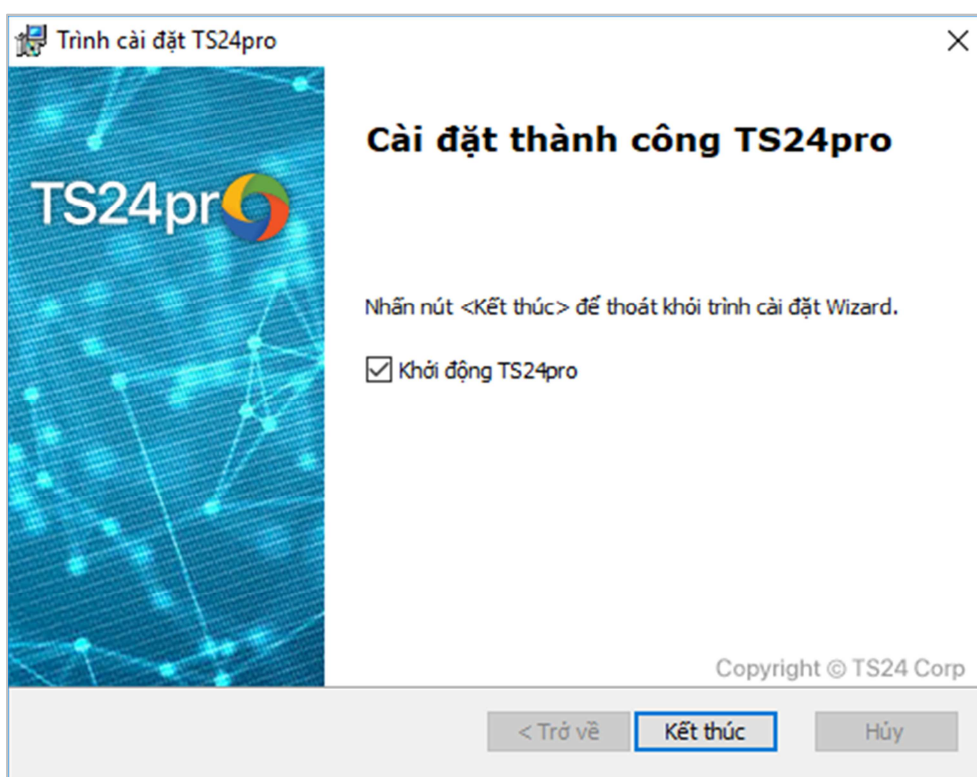 Trình cài đặt TS24pro
TS24pro
Cài đặt thành công TS24pro
Nhấn nút <Kết thúc> để thoát khỏi trình cài đặt Wizard.
Khởi động TS24pro
Copyright © TS24 Corp
< Trở về
Kết thúc
Hủy